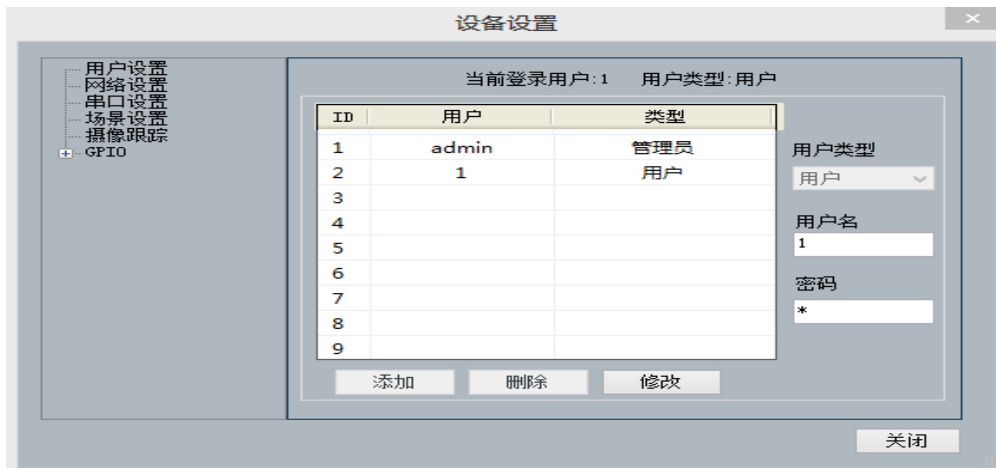 设备设置
用户设置
网络设置
串口设置
场景设置
摄像跟踪
GPIO
当前登录用户:1 用户类型:用户
ID 用户 类型
1 admin 管理员
2 1 用户
3
4
5
6
7
8
9
用户类型
用户
用户名
1
密码
*
添加 删除 修改
关闭